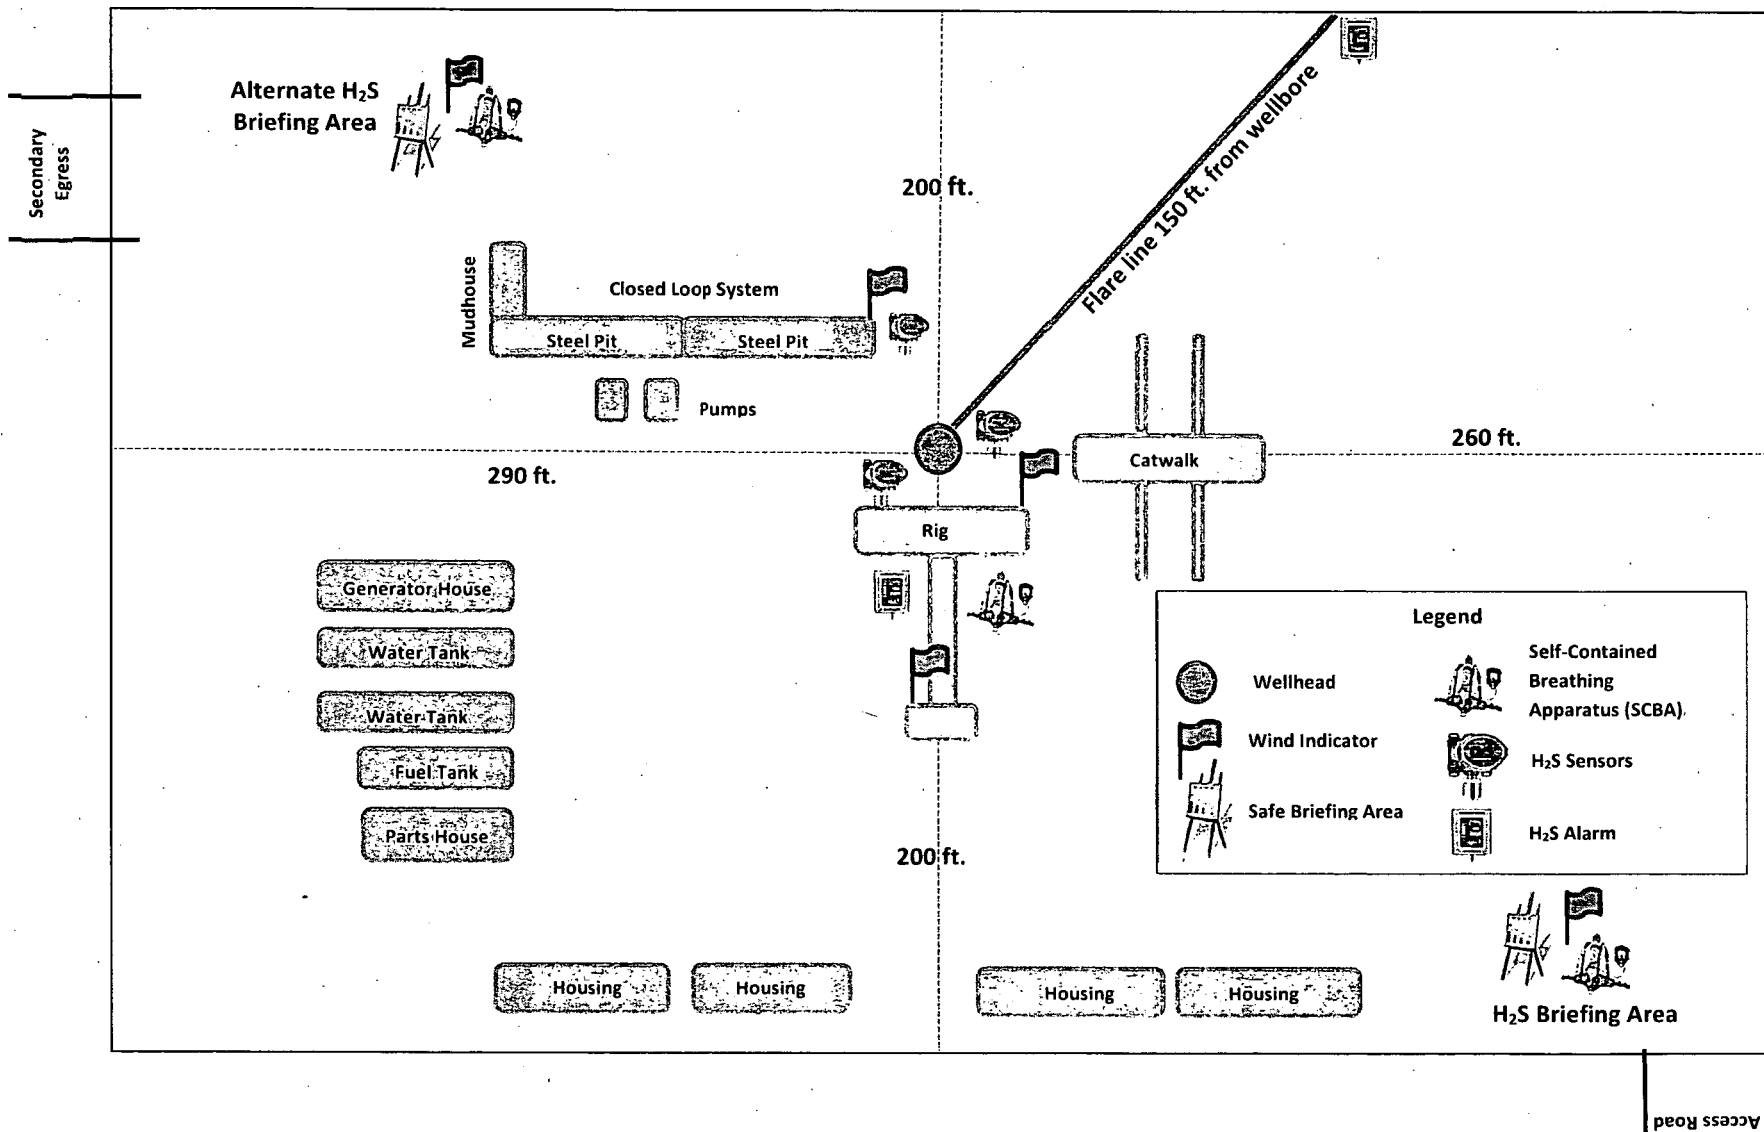 Alternate H₂S
Briefing Area
Secondary
Egress
200 ft.
Flare line 150 ft. from wellbore
Mudhouse
Closed Loop System
Steel Pit
Steel Pit
Pumps
290 ft.
260 ft.
Catwalk
Rig
Generator House
Water Tank
Water Tank
Fuel Tank
Parts House
200 ft.
Legend
Wellhead
Wind Indicator
Safe Briefing Area
Self-Contained
Breathing
Apparatus (SCBA)
H₂S Sensors
H₂S Alarm
Housing
Housing
Housing
Housing
H₂S Briefing Area
Access Road